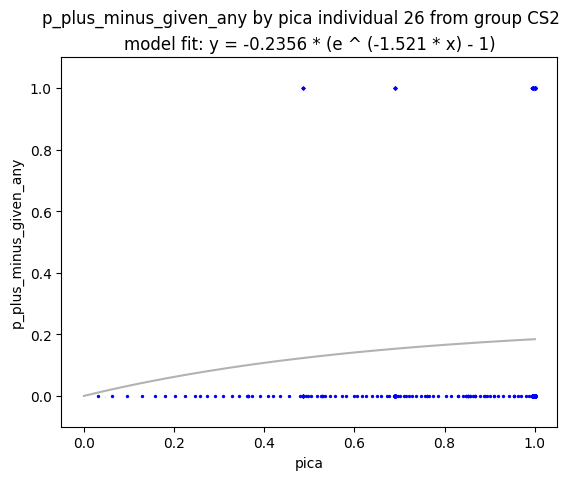 p_plus_minus_given_any by pica individual 26 from group CS2
model fit: y = -0.2356 * (e ^ (-1.521 * x) - 1)
1.0
0.8
0.6
0.4
0.2
0.0
p_plus_minus_given_any
0.0 0.2 0.4 0.6 0.8 1.0
pica